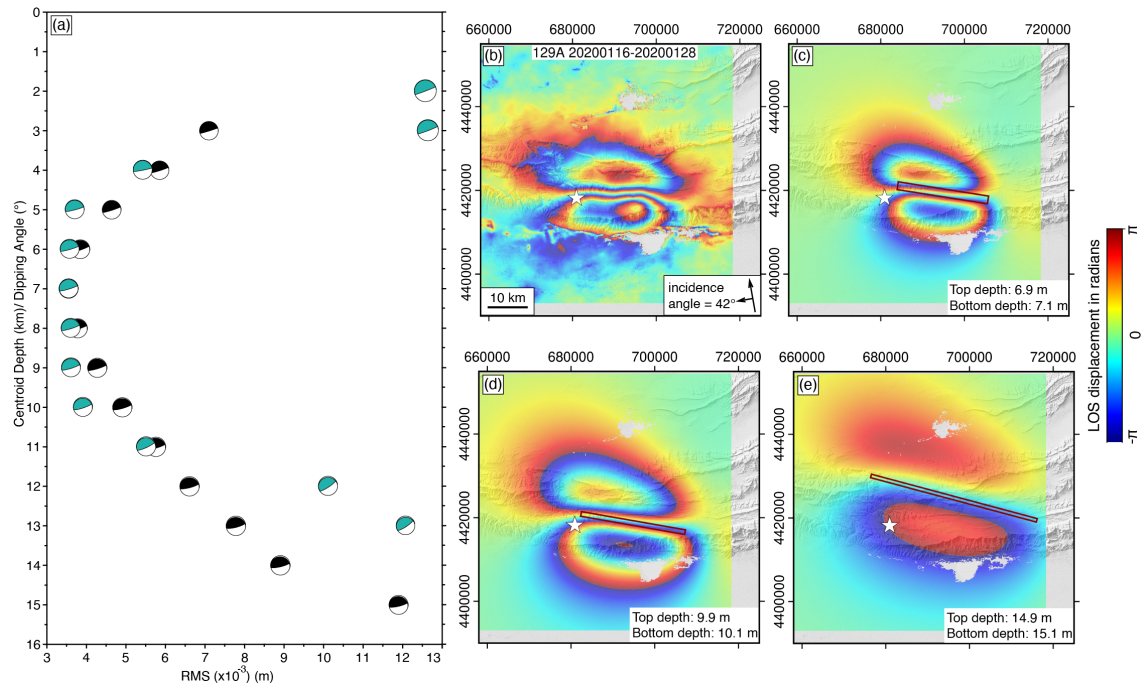 (a)
0
1
2
3
4
5
6
7
8
9
10
11
12
13
14
15
16
Centroid Depth (km)/ Dipping Angle (°)
3 4 5 6 7 8 9 10 11 12 13
RMS (x10⁻³) (m)
660000 680000 700000 720000
(b)
129A 20200116-20200128
4440000
4420000
4400000
10 km
incidence
angle = 42°
660000 680000 700000 720000
(c)
4440000
4420000
4400000
Top depth: 6.9 m
Bottom depth: 7.1 m
660000 680000 700000 720000
(d)
4440000
4420000
4400000
Top depth: 9.9 m
Bottom depth: 10.1 m
660000 680000 700000 720000
(e)
4440000
4420000
4400000
Top depth: 14.9 m
Bottom depth: 15.1 m
π
0
-π
LOS displacement in radians